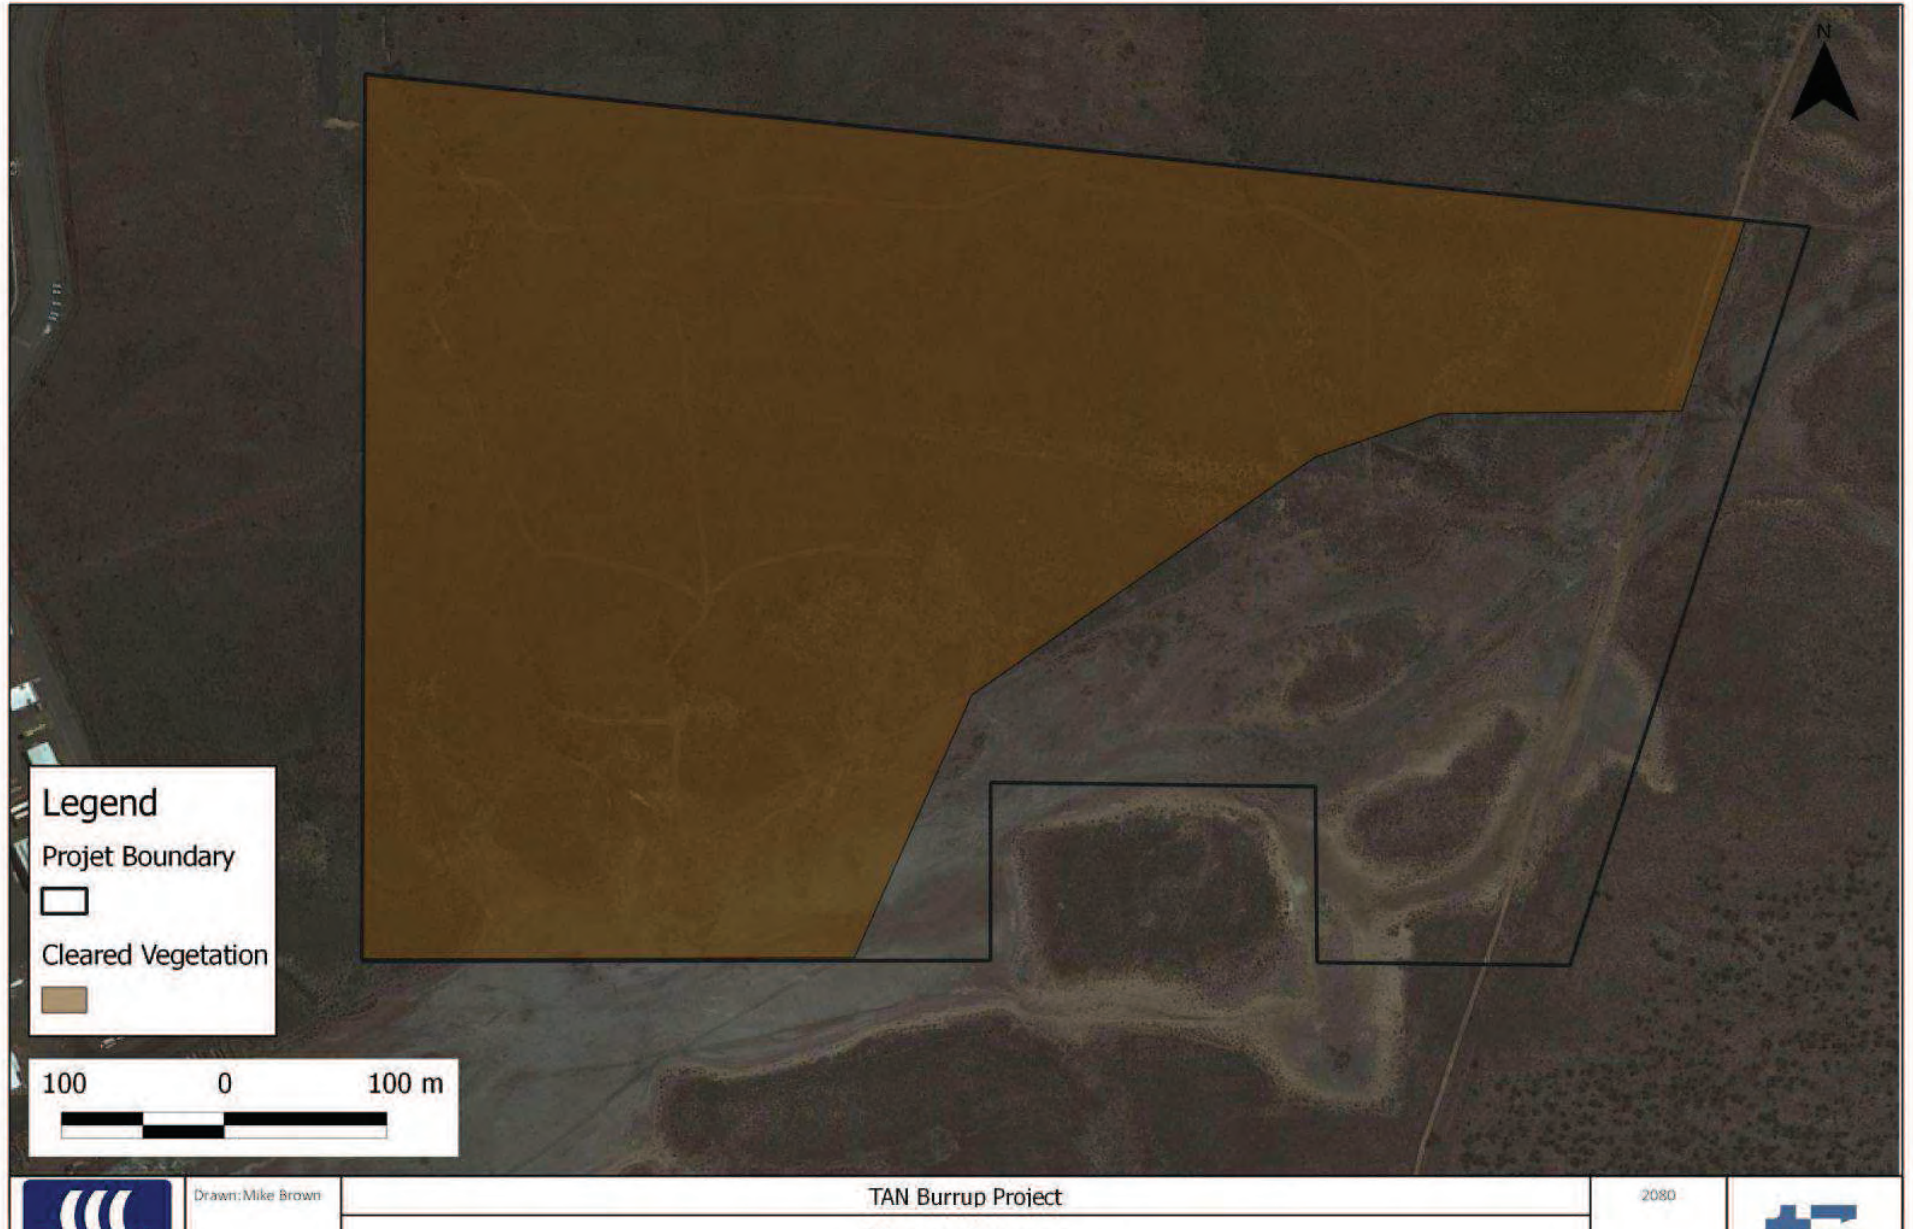 N
Legend
Projet Boundary
Cleared Vegetation
100 0 100 m
Drawn: Mike Brown
TAN Burrup Project
2080